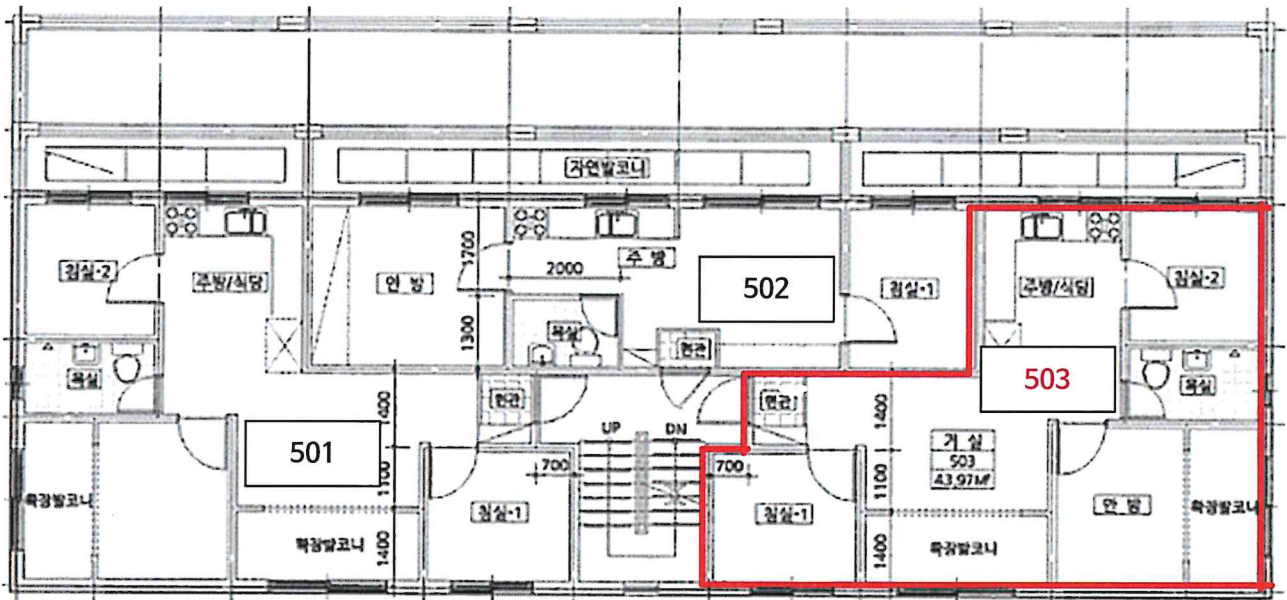 자연발코니
침실-2
주방/식당
안방
1700
2000
주방
502
침실-1
주방/식당
침실-2
1300
욕실
현관
욕실
현관
503
욕실
현관
1400
UP
DN
1400
거실
503
43.97M²
501
700
700
1100
1100
확장발코니
침실-1
침실-1
안방
확장발코니
확장발코니
1400
1400
확장발코니